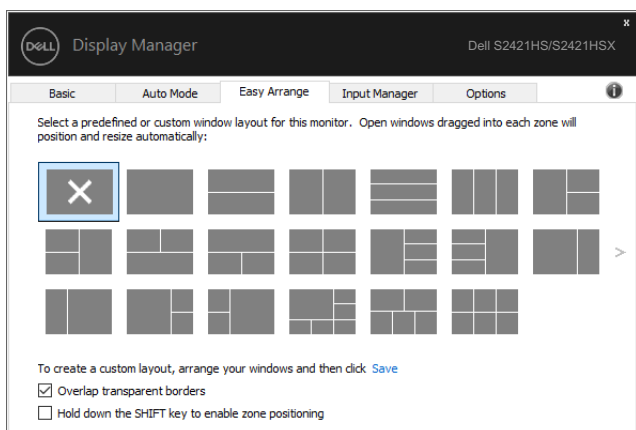 x
DELL Display Manager Dell S2421HS/S2421HSX
Basic Auto Mode Easy Arrange Input Manager Options
Select a predefined or custom window layout for this monitor. Open windows dragged into each zone will
position and resize automatically:
>
To create a custom layout, arrange your windows and then click Save
Overlap transparent borders
Hold down the SHIFT key to enable zone positioning